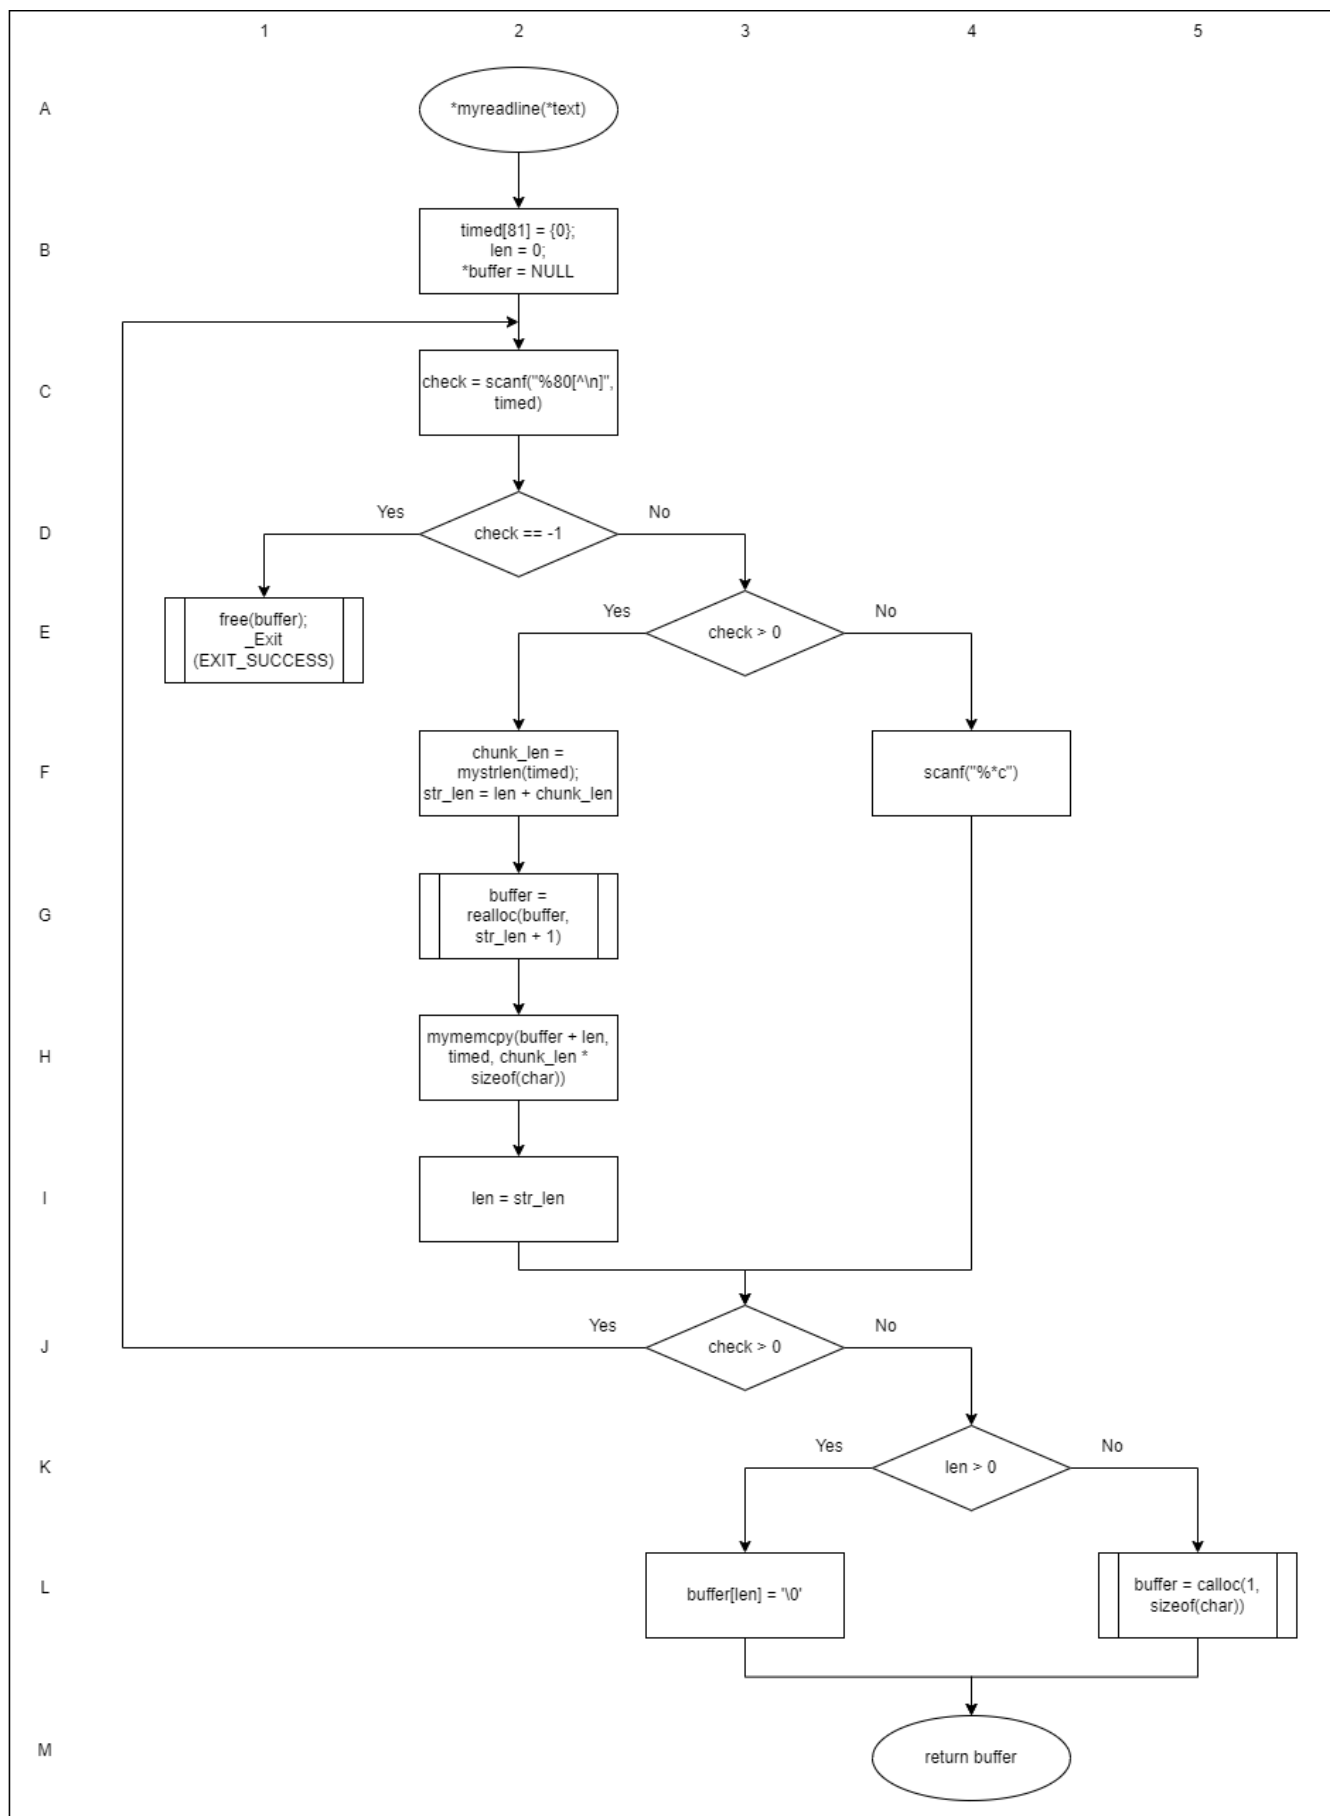 1 2 3 4 5
A
*myreadline(*text)
B
timed[81] = {0};
len = 0;
*buffer = NULL
C
check = scanf("%80[^\n]",
timed)
Yes
No
D
check == -1
Yes
No
E
free(buffer);
_Exit
(EXIT_SUCCESS)
check > 0
F
chunk_len =
mystrlen(timed);
str_len = len + chunk_len
scanf("%*c")
G
buffer =
realloc(buffer,
str_len + 1)
H
mymemcpy(buffer + len,
timed, chunk_len *
sizeof(char))
I
len = str_len
Yes
No
J
check > 0
Yes
No
K
len > 0
L
buffer[len] = '\0'
buffer = calloc(1,
sizeof(char))
M
return buffer